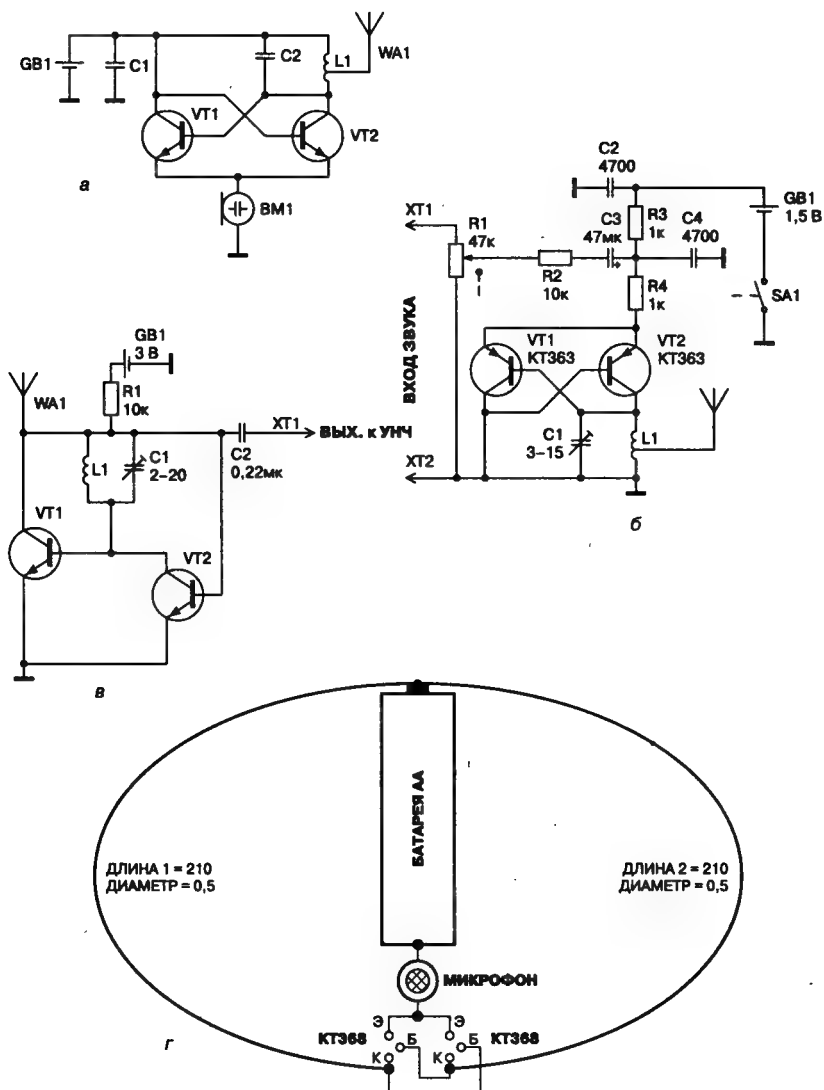 GB1
C1
C2
L1
WA1
VT1
VT2
BM1
а
C2
4700
XT1
R1
47к
C3
47мк
R3
1к
C4
4700
GB1
1,5 В
R2
10к
R4
1к
SA1
ВХОД ЗВУКА
VT1
КТ363
VT2
КТ363
C1
3–15
L1
XT2
б
GB1
3 В
WA1
R1
10к
XT1
ВЫХ. к УНЧ
L1
C1
2–20
C2
0,22мк
VT1
VT2
в
БАТАРЕЯ АА
ДЛИНА 1 = 210
ДИАМЕТР = 0,5
ДЛИНА 2 = 210
ДИАМЕТР = 0,5
МИКРОФОН
Э
Э
КТ368
Б
Б
КТ368
К
К
г